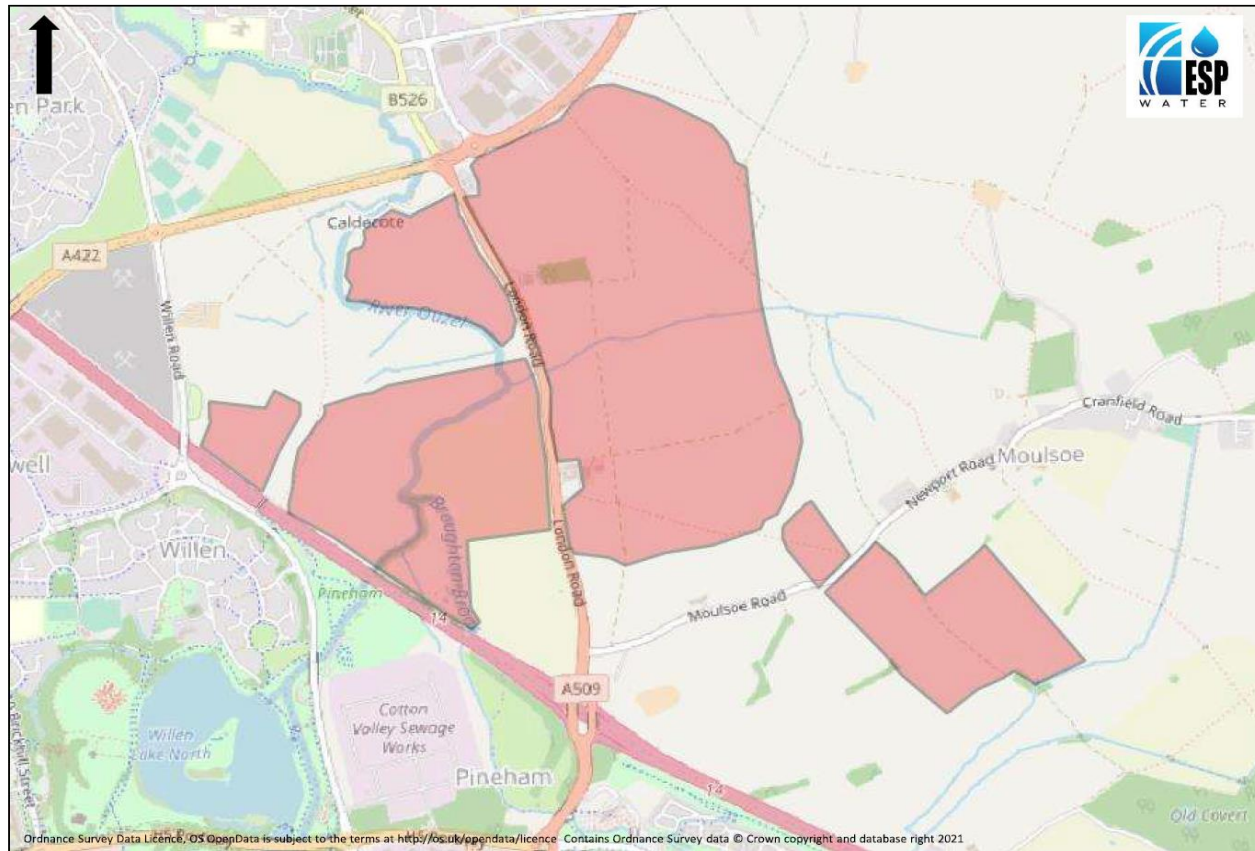 B526
ESP
WATER
en Park
Caldecote
A422
River Ouzel
London Road
Willen Road
Cranfield Road
Moulsoe
Newport Road
well
Willen
Broughton Brook
London Road
Pineham
14
Moulsoe Road
A509
Cotton
Valley Sewage
Works
Willen
Lake North
Pineham
14
Brickhill Street
Old Covert
Ordnance Survey Data Licence, OS OpenData is subject to the terms at http://os.uk/opendata/licence Contains Ordnance Survey data © Crown copyright and database right 2021